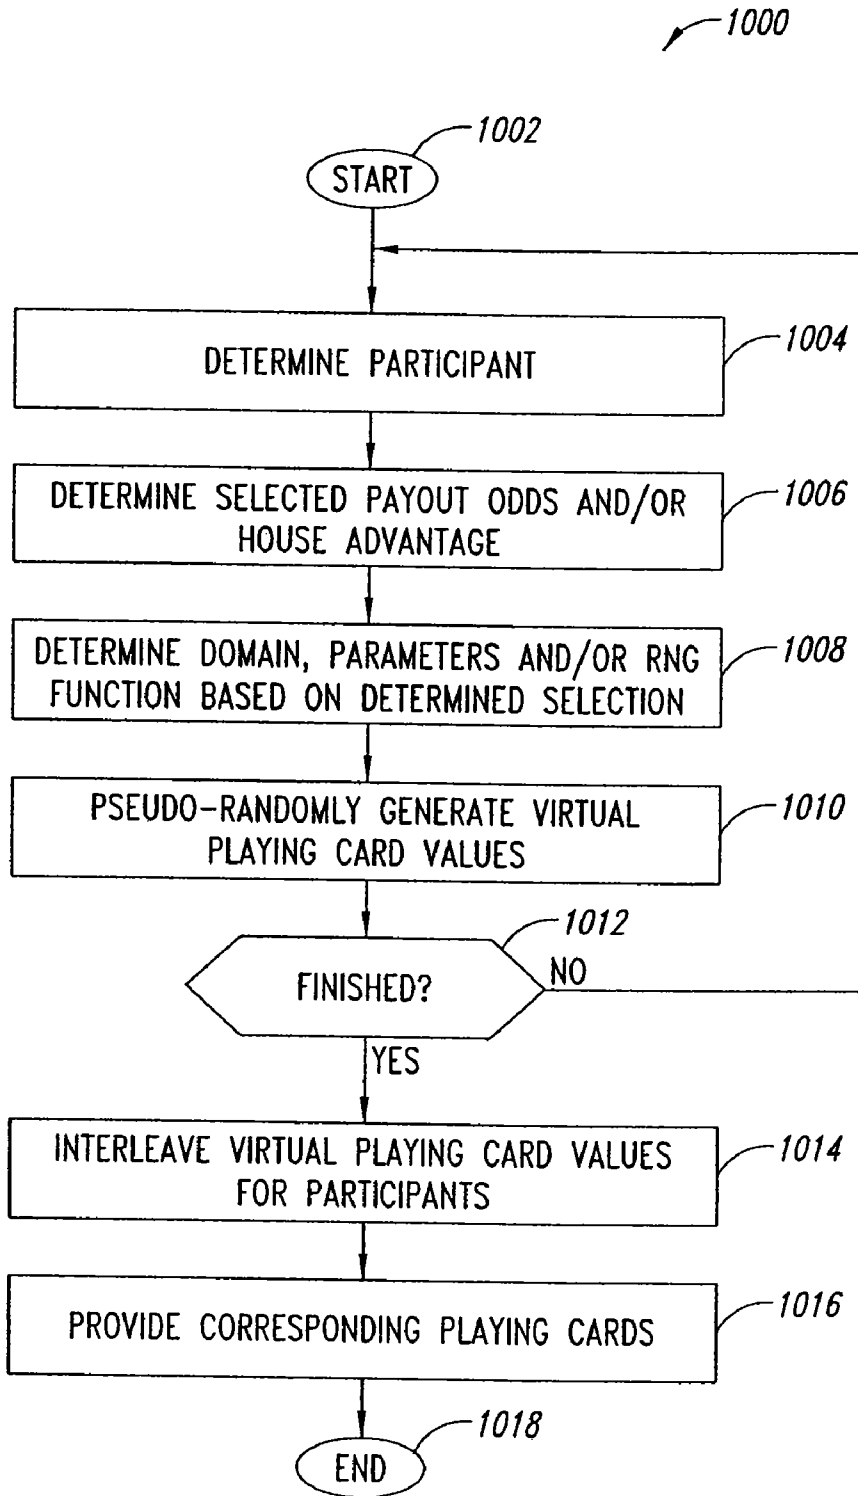 1000
1002
START
DETERMINE PARTICIPANT
1004
DETERMINE SELECTED PAYOUT ODDS AND/OR
HOUSE ADVANTAGE
1006
DETERMINE DOMAIN, PARAMETERS AND/OR RNG
FUNCTION BASED ON DETERMINED SELECTION
1008
PSEUDO-RANDOMLY GENERATE VIRTUAL
PLAYING CARD VALUES
1010
1012
FINISHED?
NO
YES
INTERLEAVE VIRTUAL PLAYING CARD VALUES
FOR PARTICIPANTS
1014
PROVIDE CORRESPONDING PLAYING CARDS
1016
1018
END